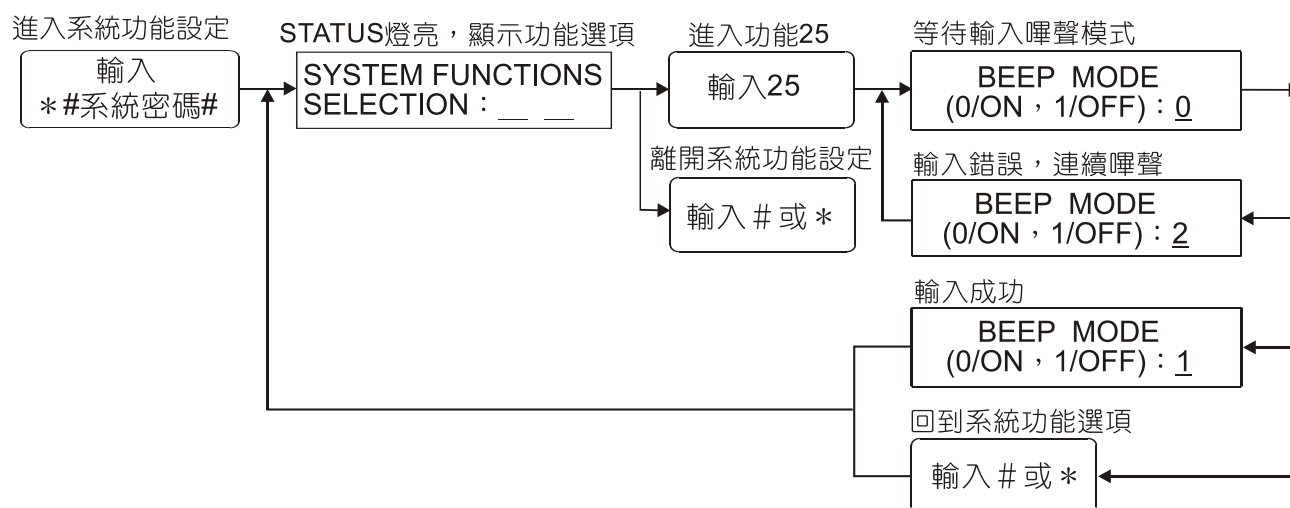 進入系統功能設定
輸入
＊#系統密碼#
STATUS燈亮，顯示功能選項
SYSTEM FUNCTIONS
SELECTION：__ __
進入功能25
輸入25
離開系統功能設定
輸入＃或＊
等待輸入嗶聲模式
BEEP MODE
(0/ON，1/OFF)：0
輸入錯誤，連續嗶聲
BEEP MODE
(0/ON，1/OFF)：2
輸入成功
BEEP MODE
(0/ON，1/OFF)：1
回到系統功能選項
輸入＃或＊